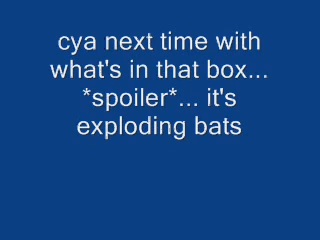 cya next time with
what's in that box...
*spoiler*... it's
exploding bats